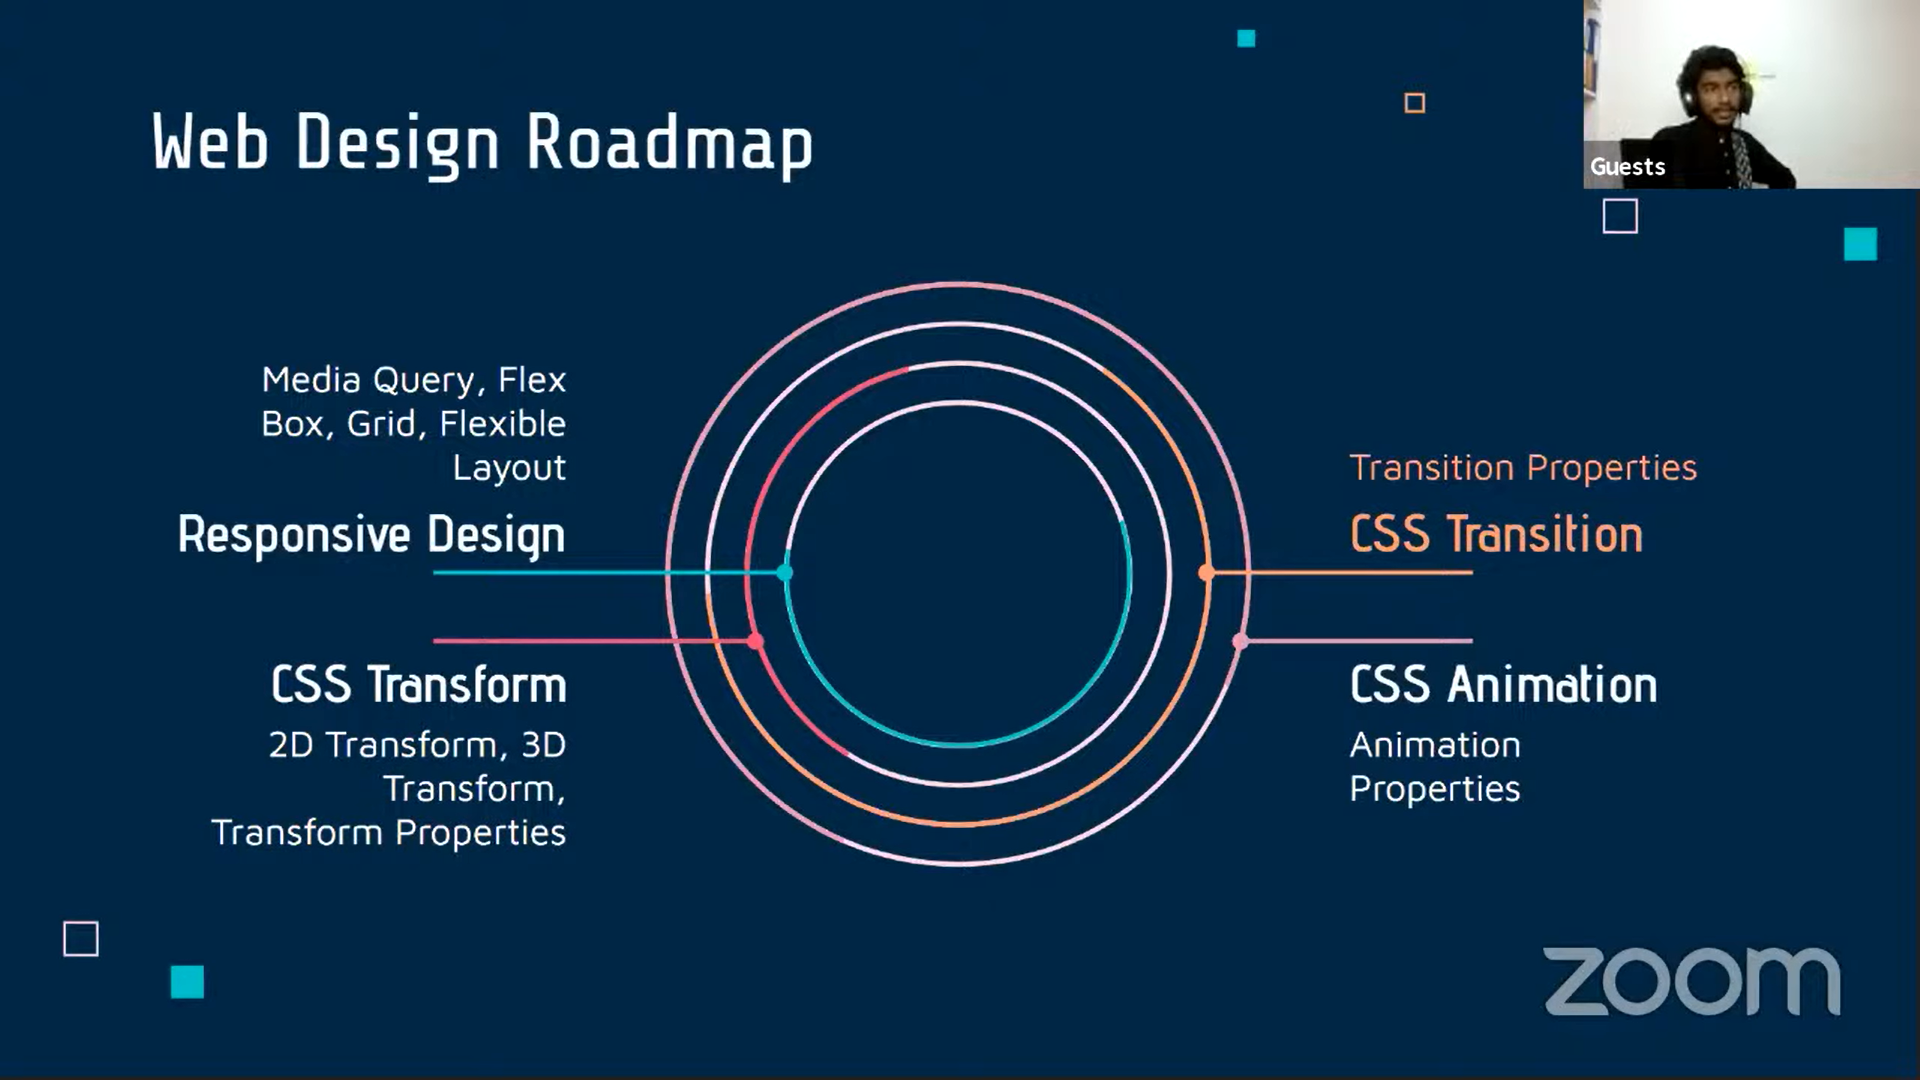 Web Design Roadmap
Guests
Media Query, Flex
Box, Grid, Flexible
Layout
Responsive Design
CSS Transform
2D Transform, 3D
Transform,
Transform Properties
Transition Properties
CSS Transition
CSS Animation
Animation
Properties
zoom